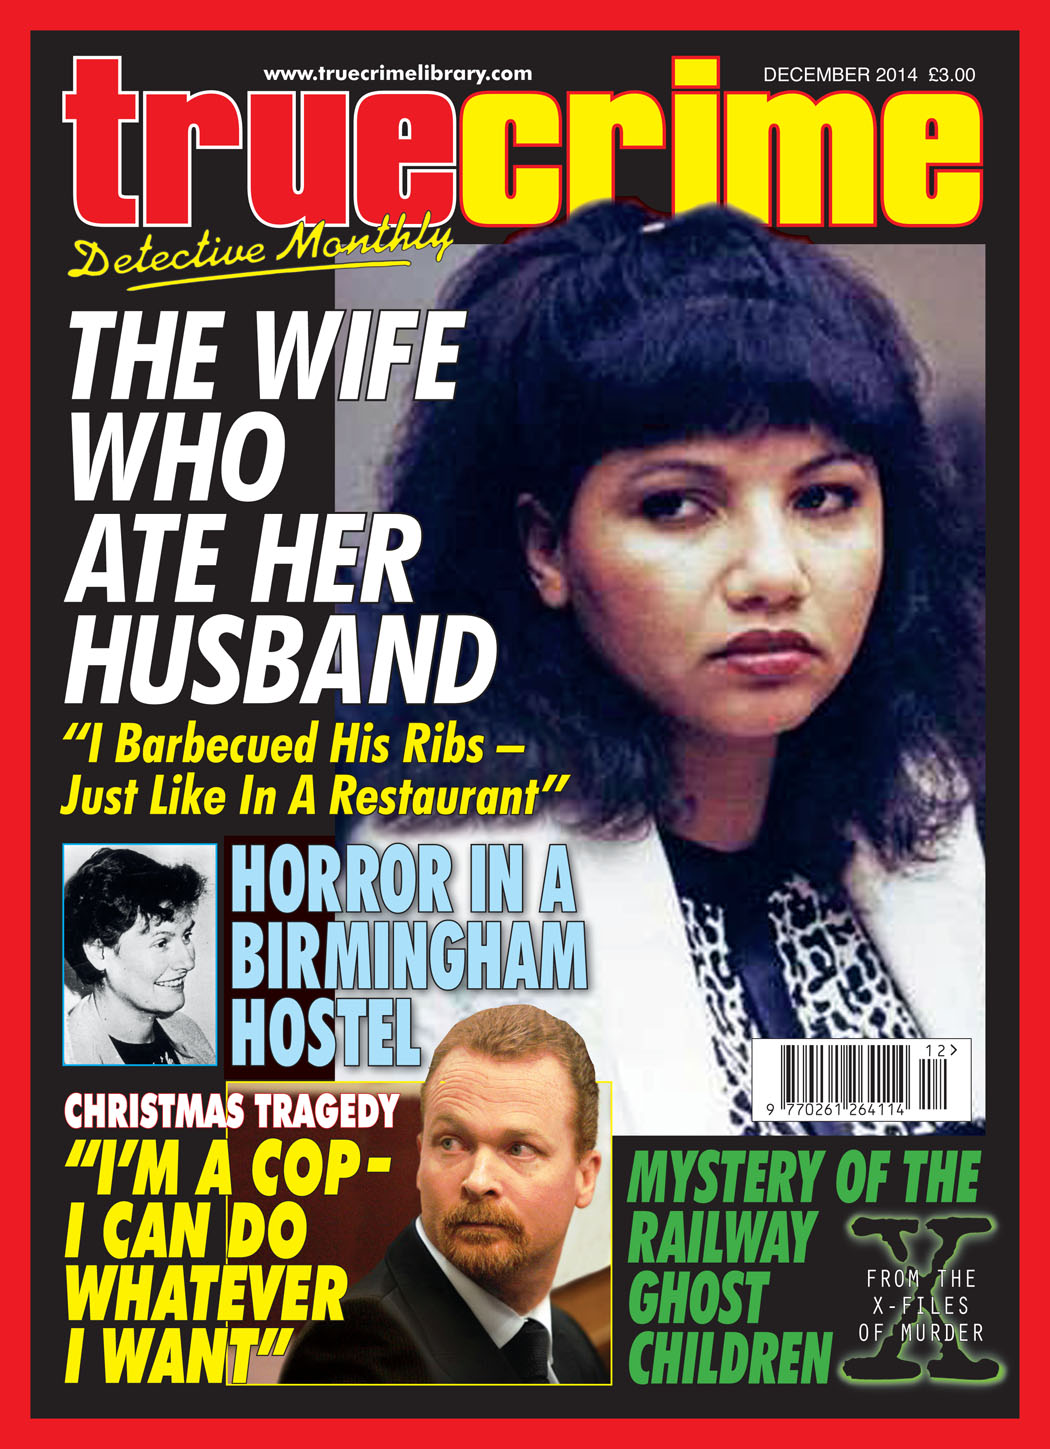 www.truecrimelibrary.com
DECEMBER 2014 £3.00
truecrime
Detective Monthly
THE WIFE
WHO
ATE HER
HUSBAND
“I Barbecued His Ribs –
Just Like In A Restaurant”
HORROR IN A
BIRMINGHAM
HOSTEL
CHRISTMAS TRAGEDY
“I’M A COP-
I CAN DO
WHATEVER
I WANT”
12>
9 770261 264114
MYSTERY OF THE
RAILWAY
GHOST
CHILDREN
X
FROM THE
X-FILES
OF MURDER